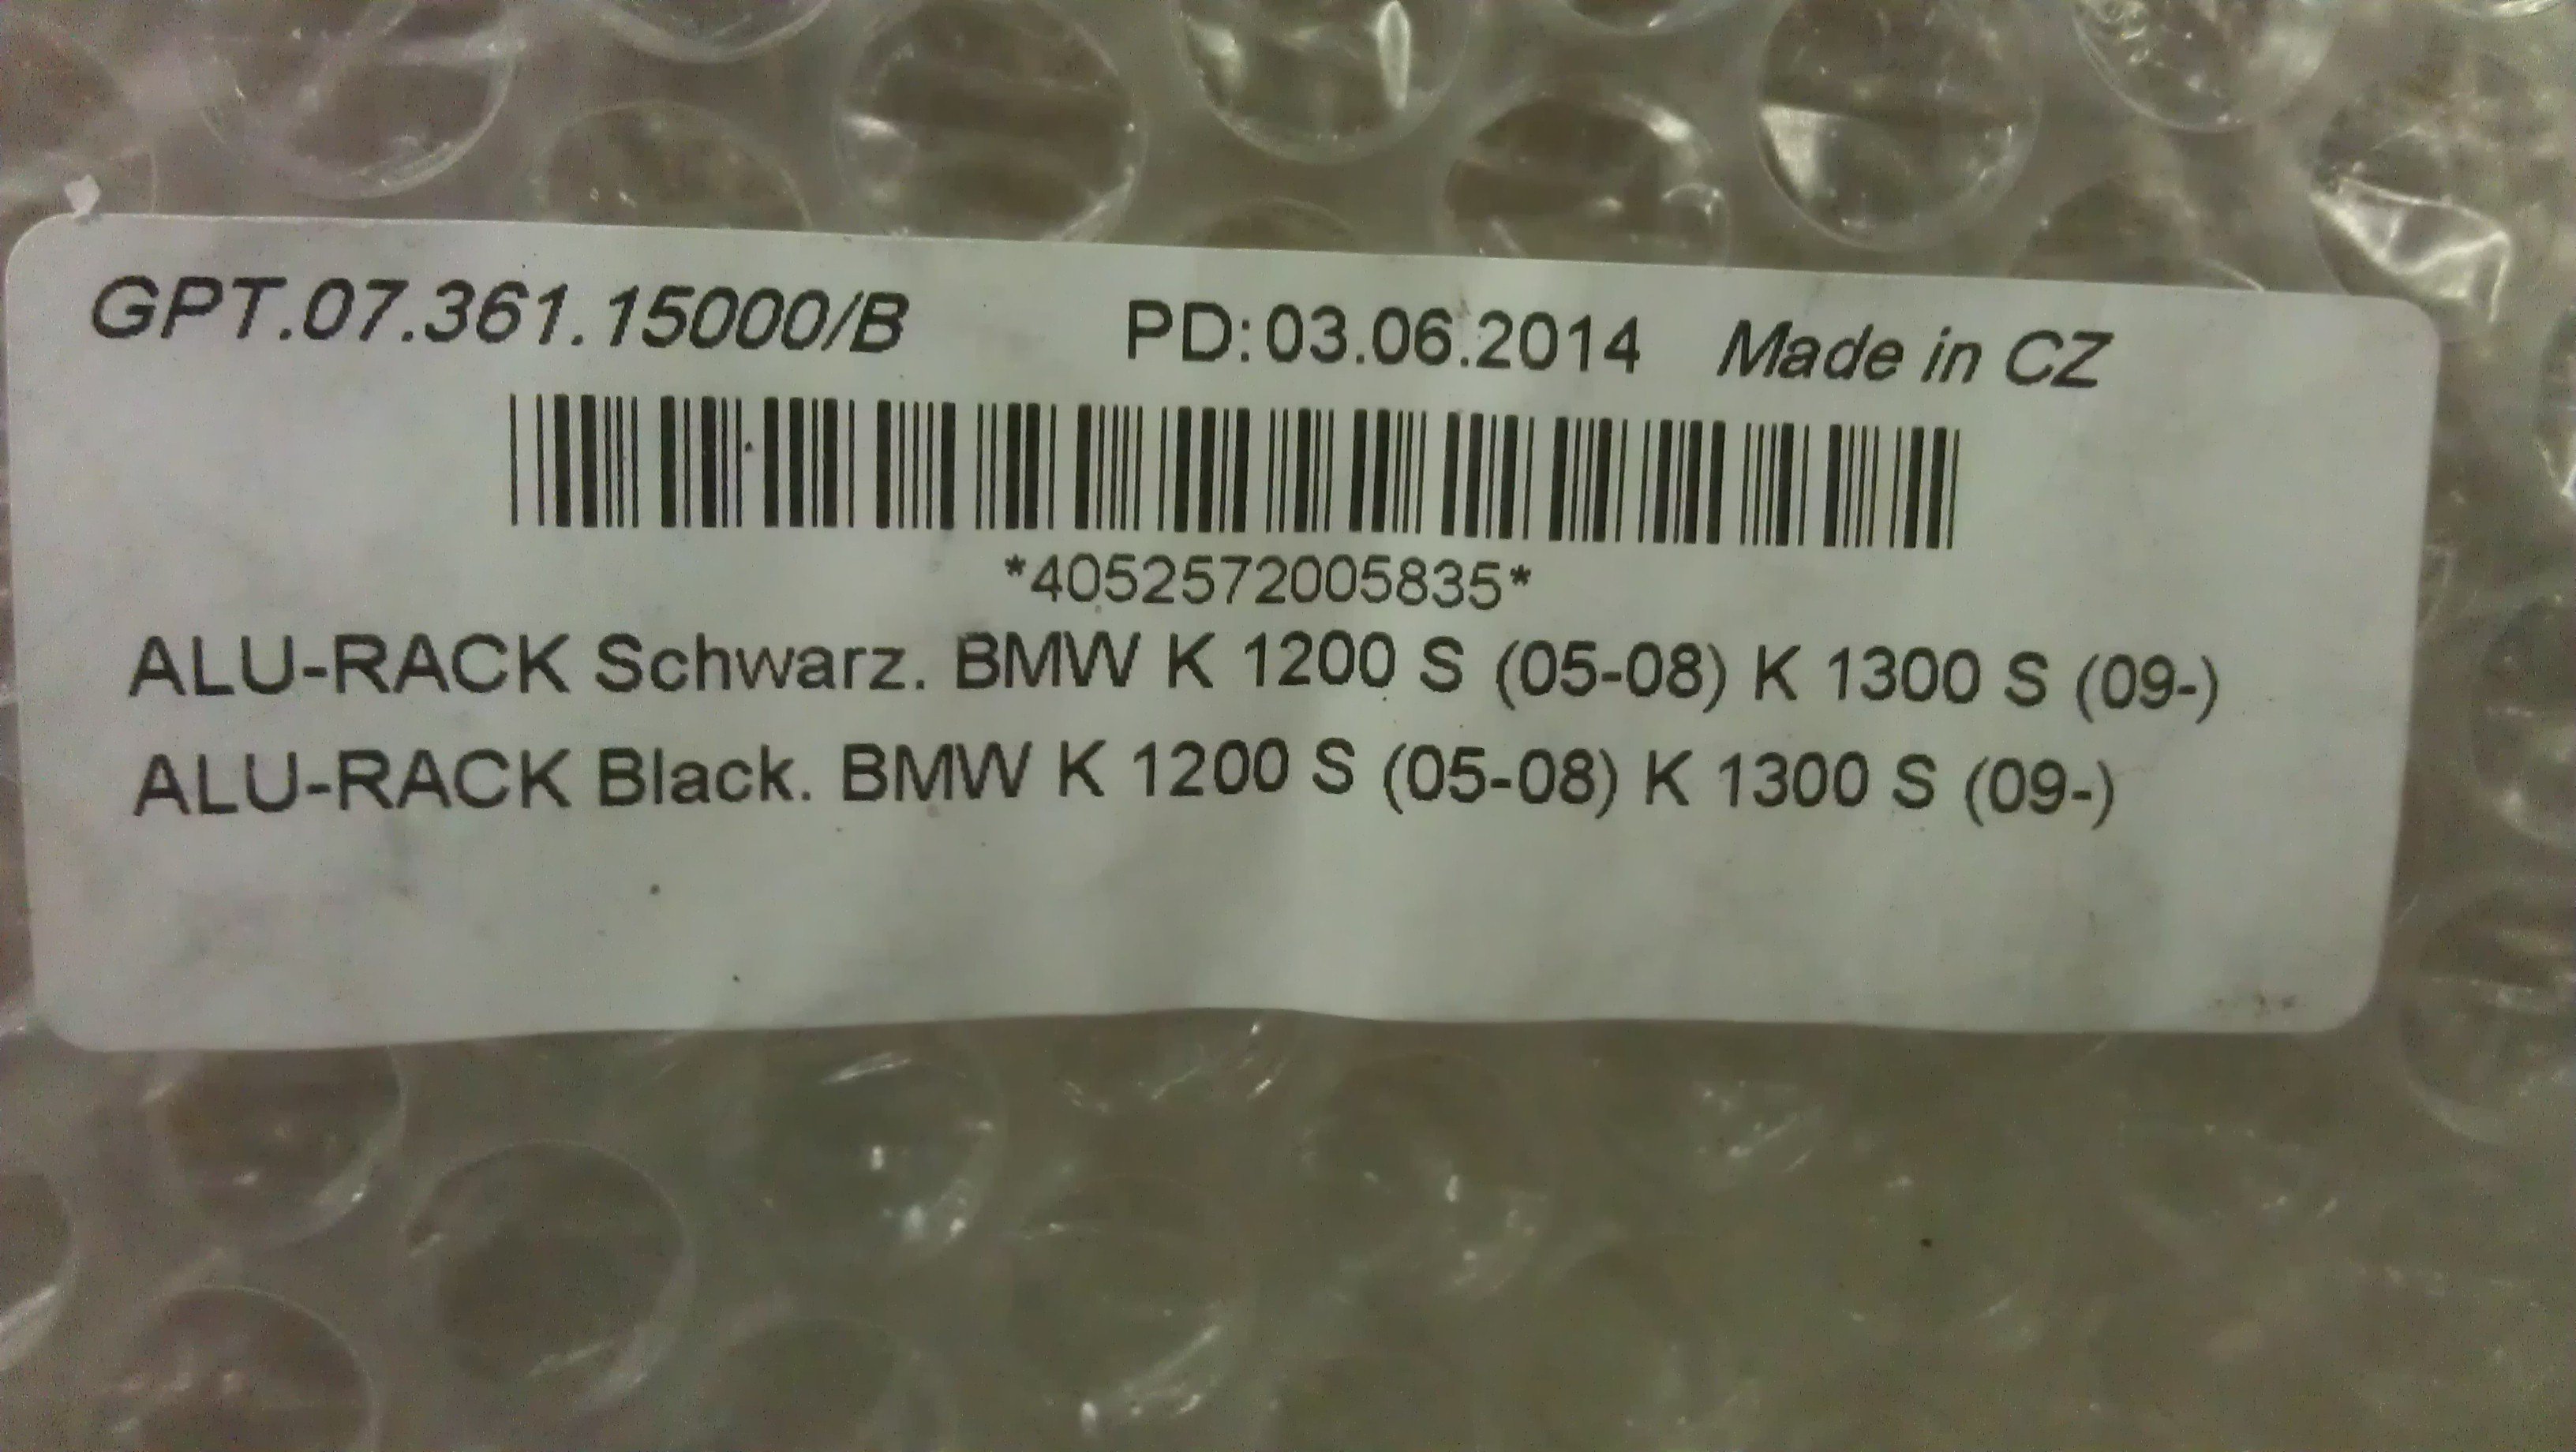 GPT.07.361.15000/B PD:03.06.2014 Made in CZ
*4052572005835*
ALU-RACK Schwarz. BMW K 1200 S (05-08) K 1300 S (09-)
ALU-RACK Black. BMW K 1200 S (05-08) K 1300 S (09-)